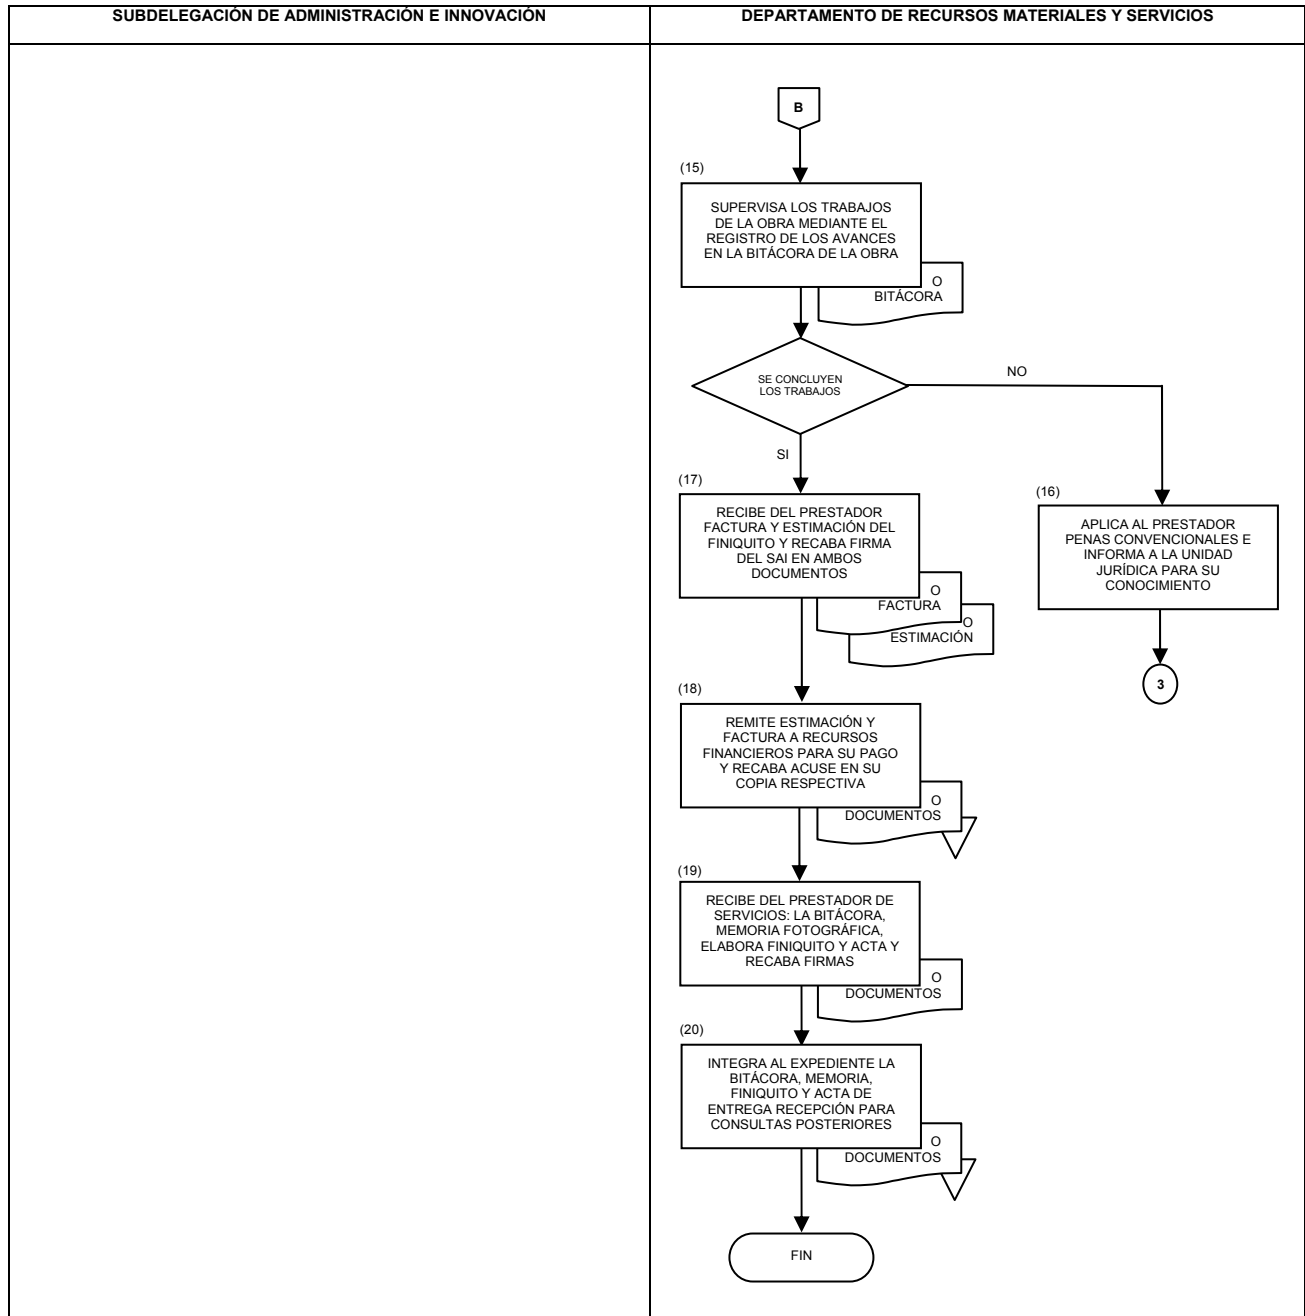 SUBDELEGACIÓN DE ADMINISTRACIÓN E INNOVACIÓN
DEPARTAMENTO DE RECURSOS MATERIALES Y SERVICIOS
B
(15)
SUPERVISA LOS TRABAJOS
DE LA OBRA MEDIANTE EL
REGISTRO DE LOS AVANCES
EN LA BITÁCORA DE LA OBRA
O
BITÁCORA
SE CONCLUYEN
LOS TRABAJOS
NO
SI
(17)
RECIBE DEL PRESTADOR
FACTURA Y ESTIMACIÓN DEL
FINIQUITO Y RECABA FIRMA
DEL SAI EN AMBOS
DOCUMENTOS
O
FACTURA
O
ESTIMACIÓN
(16)
APLICA AL PRESTADOR
PENAS CONVENCIONALES E
INFORMA A LA UNIDAD
JURÍDICA PARA SU
CONOCIMIENTO
3
(18)
REMITE ESTIMACIÓN Y
FACTURA A RECURSOS
FINANCIEROS PARA SU PAGO
Y RECABA ACUSE EN SU
COPIA RESPECTIVA
O
DOCUMENTOS
(19)
RECIBE DEL PRESTADOR DE
SERVICIOS: LA BITÁCORA,
MEMORIA FOTOGRÁFICA,
ELABORA FINIQUITO Y ACTA Y
RECABA FIRMAS
O
DOCUMENTOS
(20)
INTEGRA AL EXPEDIENTE LA
BITÁCORA, MEMORIA,
FINIQUITO Y ACTA DE
ENTREGA RECEPCIÓN PARA
CONSULTAS POSTERIORES
O
DOCUMENTOS
FIN